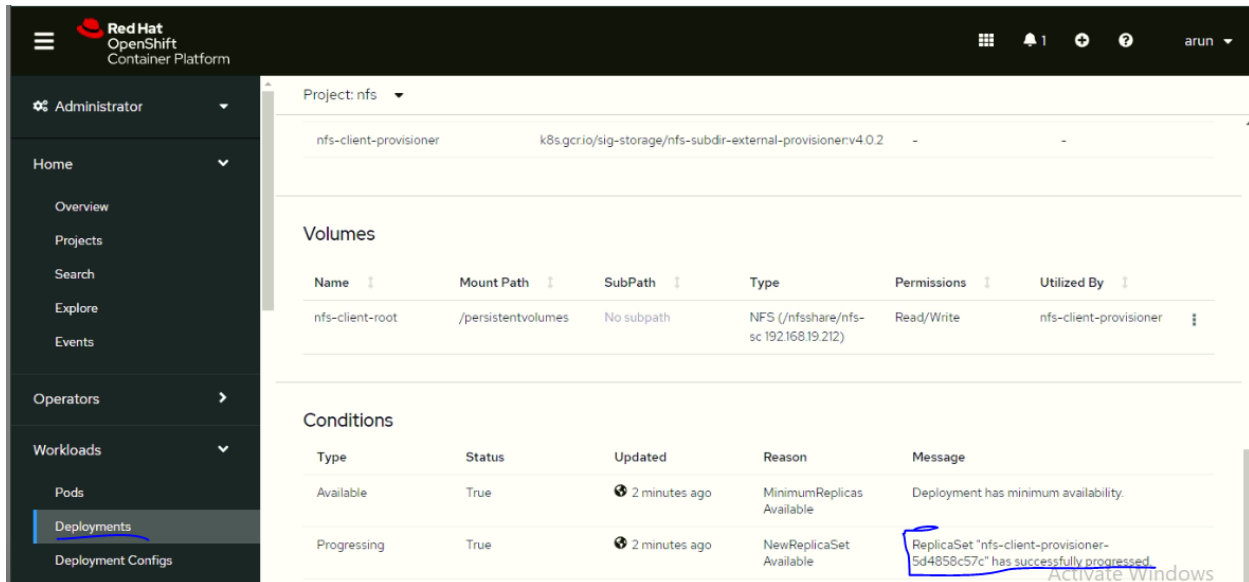 Red Hat
OpenShift
Container Platform
1
arun
Administrator
Home
Overview
Projects
Search
Explore
Events
Operators
Workloads
Pods
Deployments
Deployment Configs
Project: nfs
nfs-client-provisioner k8s.gcr.io/sig-storage/nfs-subdir-external-provisioner:v4.0.2 - -
Volumes
Name Mount Path SubPath Type Permissions Utilized By
nfs-client-root /persistentvolumes No subpath NFS (/nfsshare/nfs- Read/Write nfs-client-provisioner
sc 192.168.19.212)
Conditions
Type Status Updated Reason Message
Available True 2 minutes ago MinimumReplicas Deployment has minimum availability.
Available
Progressing True 2 minutes ago NewReplicaSet ReplicaSet "nfs-client-provisioner-
Available 5d4858c57c" has successfully progressed.
Activate Windows